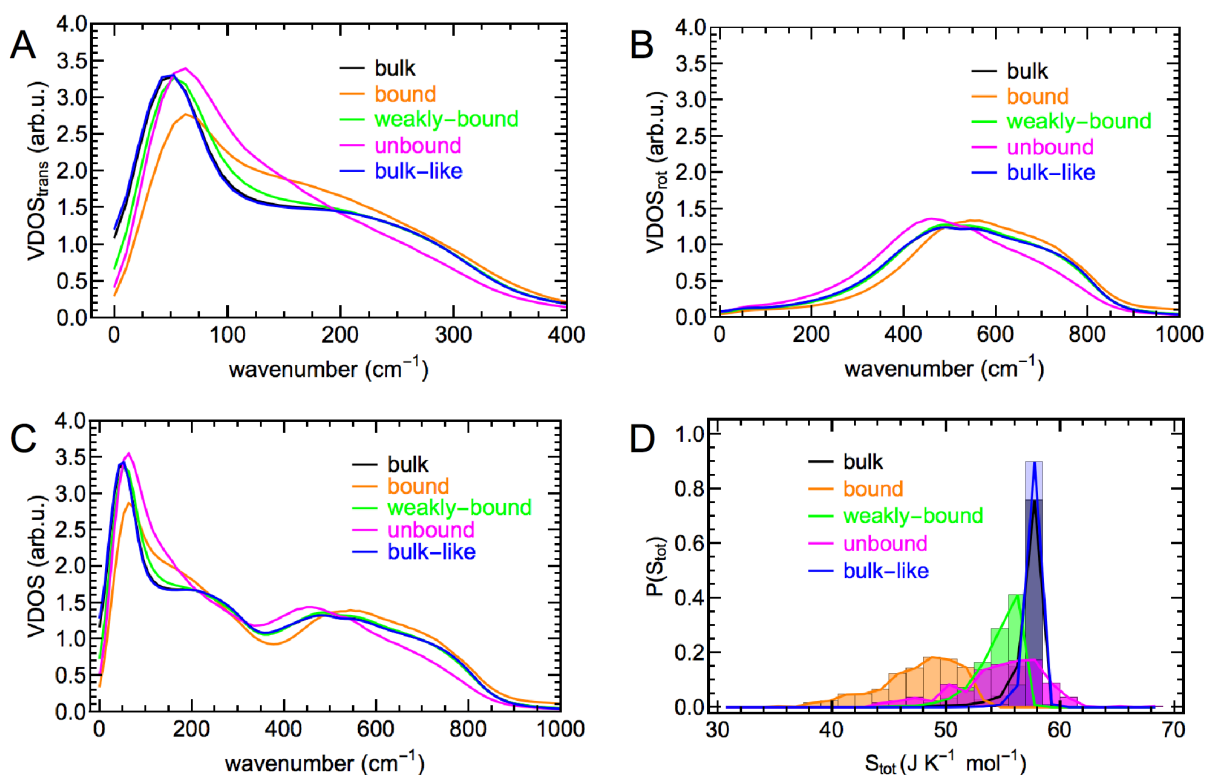 A
4.0
3.5
3.0
2.5
2.0
1.5
1.0
0.5
0.0
VDOStrans (arb.u.)
bulk
bound
weakly-bound
unbound
bulk-like
0
100
200
300
400
wavenumber (cm⁻¹)
B
4.0
3.5
3.0
2.5
2.0
1.5
1.0
0.5
0.0
VDOSrot (arb.u.)
bulk
bound
weakly-bound
unbound
bulk-like
0
200
400
600
800
1000
wavenumber (cm⁻¹)
C
4.0
3.5
3.0
2.5
2.0
1.5
1.0
0.5
0.0
VDOS (arb.u.)
bulk
bound
weakly-bound
unbound
bulk-like
0
200
400
600
800
1000
wavenumber (cm⁻¹)
D
1.0
0.8
0.6
0.4
0.2
0.0
P(Stot)
bulk
bound
weakly-bound
unbound
bulk-like
30
40
50
60
70
Stot (J K⁻¹ mol⁻¹)